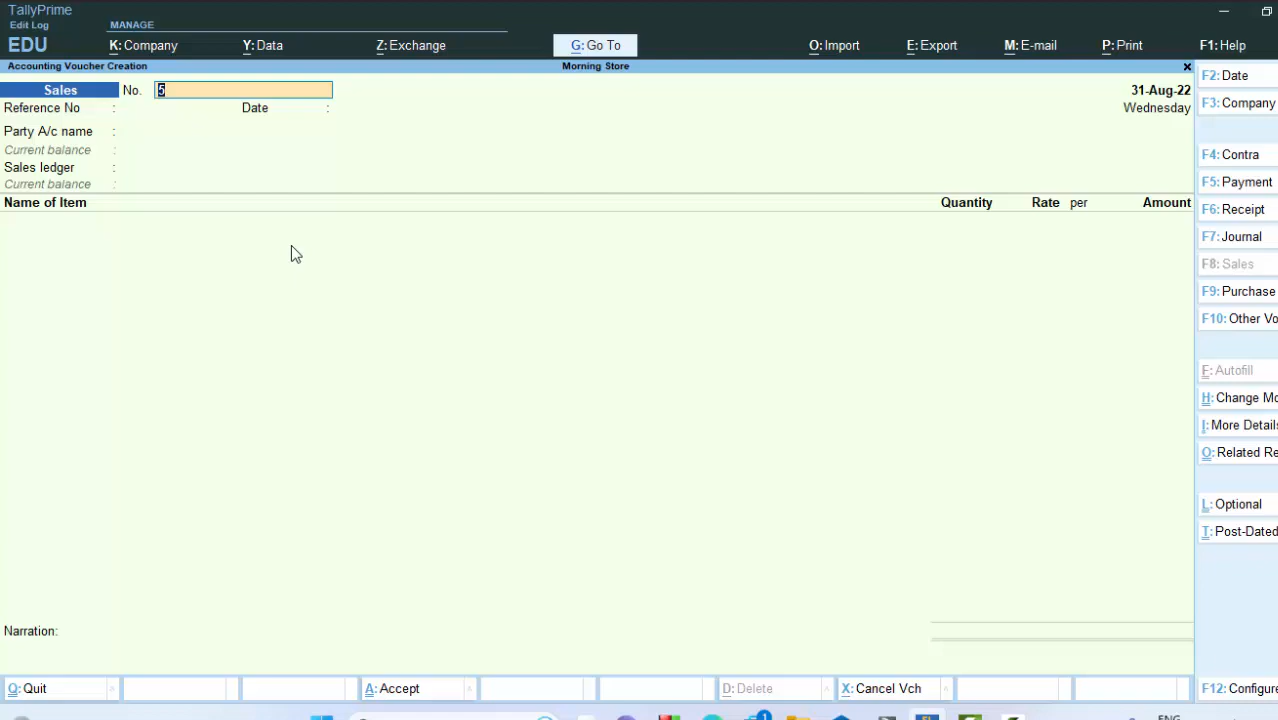 TallyPrime
Edit Log
MANAGE
EDU
K: Company
Y: Data
Z: Exchange
G: Go To
O: Import
E: Export
M: E-mail
P: Print
F1: Help
Accounting Voucher Creation
Morning Store
Sales No. 5
31-Aug-22
Reference No :
Date :
Wednesday
Party A/c name :
Current balance :
Sales ledger :
Current balance :
Name of Item
Quantity
Rate per
Amount
Narration:
F2: Date
F3: Company
F4: Contra
F5: Payment
F6: Receipt
F7: Journal
F8: Sales
F9: Purchase
F10: Other Vo
F: Autofill
H: Change Mo
I: More Details
O: Related Re
L: Optional
T: Post-Dated
Q: Quit
A: Accept
D: Delete
X: Cancel Vch
F12: Configure
1
ENG